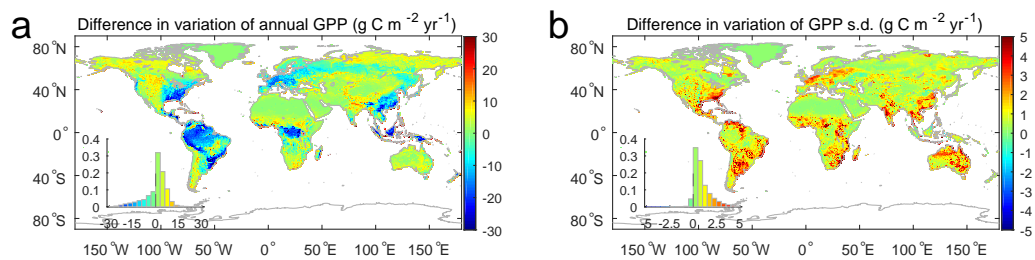 a
Difference in variation of annual GPP (g C m -2 yr-1)
80 °N
40 °N
0 °
40 °S
80 °S
0.4
0.3
0.2
0.1
0
-30 -15 0 15 30
150 °W 100 °W 50 °W 0 ° 50 °E 100 °E 150 °E
30
20
10
0
-10
-20
-30
b
Difference in variation of GPP s.d. (g C m -2 yr-1)
80 °N
40 °N
0 °
40 °S
80 °S
0.4
0.3
0.2
0.1
0
-5 -2.5 0 2.5 5
150 °W 100 °W 50 °W 0 ° 50 °E 100 °E 150 °E
5
4
3
2
1
0
-1
-2
-3
-4
-5